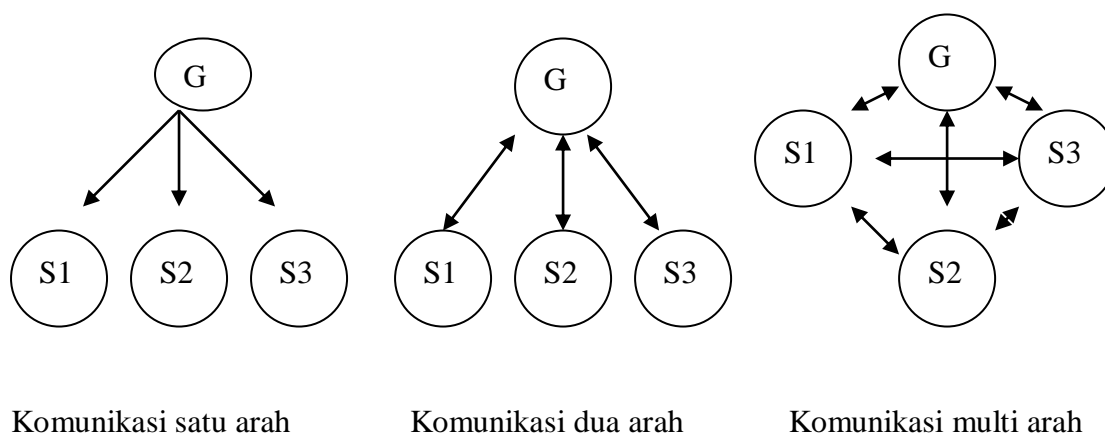 G
S1 S2 S3
Komunikasi satu arah
G
S1 S2 S3
Komunikasi dua arah
G
S1 S3
S2
Komunikasi multi arah